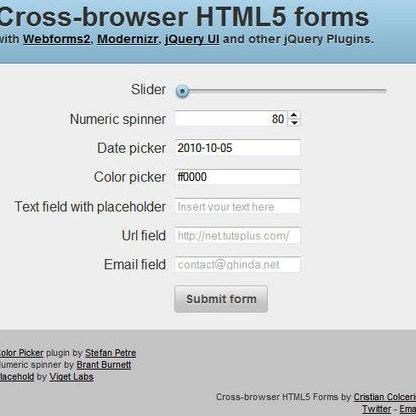 Cross-browser HTML5 forms
with Webforms2, Modernizr, jQuery UI and other jQuery Plugins.
Slider
Numeric spinner 80
Date picker 2010-10-05
Color picker ff0000
Text field with placeholder Insert your text here
Url field http://net.tutsplus.com/
Email field contact@ghinda.net
Submit form
Color Picker plugin by Stefan Petre
Numeric spinner by Brant Burnett
Placehold by Viget Labs
Cross-browser HTML5 Forms by Cristian Colceri
Twitter - Ema